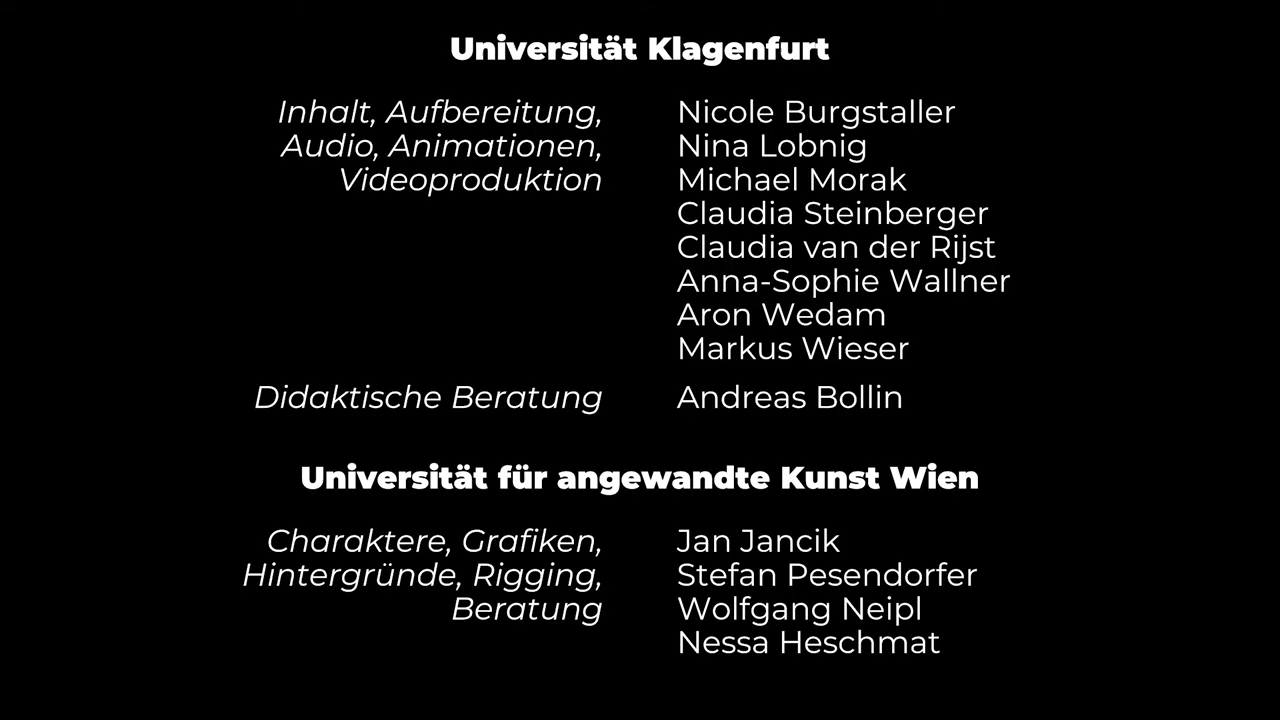 Universität Klagenfurt
Inhalt, Aufbereitung, Nicole Burgstaller
Audio, Animationen, Nina Lobnig
Videoproduktion Michael Morak
Claudia Steinberger
Claudia van der Rijst
Anna-Sophie Wallner
Aron Wedam
Markus Wieser
Didaktische Beratung Andreas Bollin
Universität für angewandte Kunst Wien
Charaktere, Grafiken, Jan Jancik
Hintergründe, Rigging, Stefan Pesendorfer
Beratung Wolfgang Neipl
Nessa Heschmat